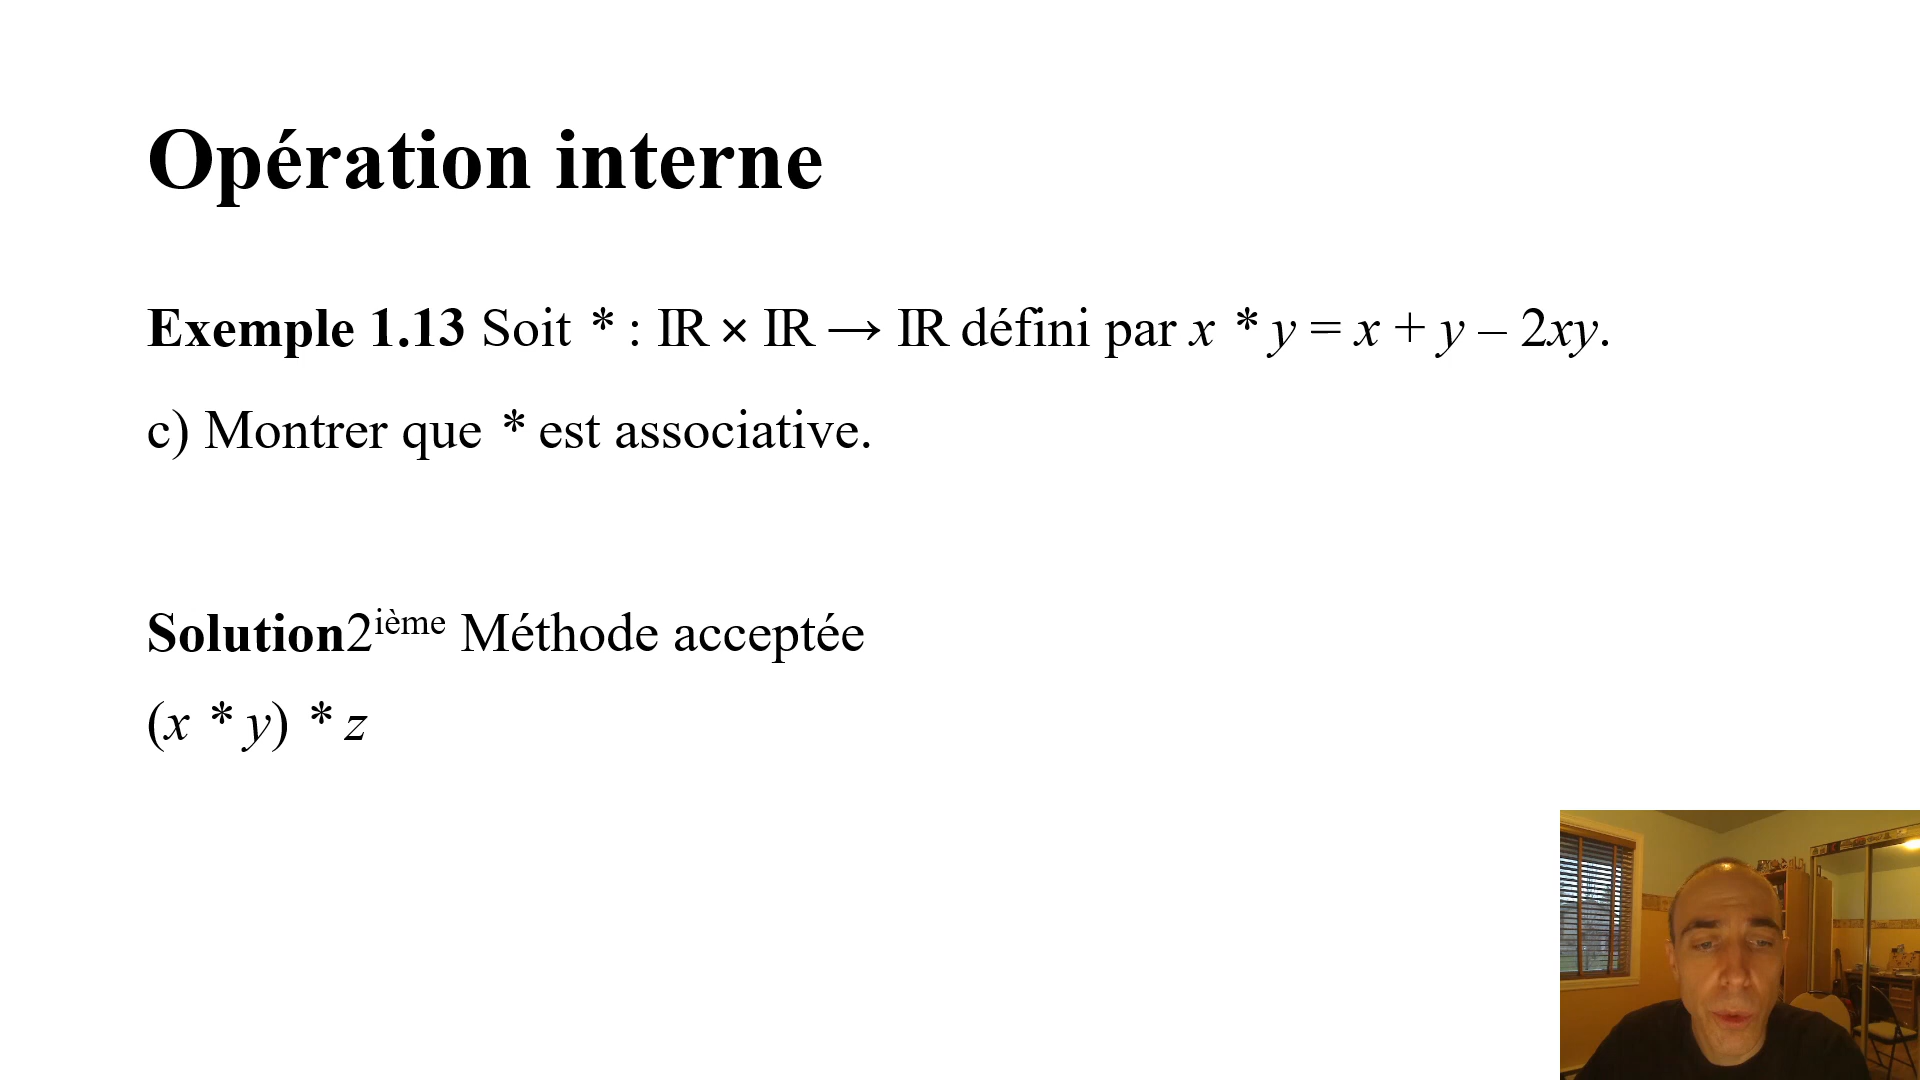 Opération interne
Exemple 1.13 Soit * : IR × IR → IR défini par x * y = x + y – 2xy.
c) Montrer que * est associative.
Solution2ième Méthode acceptée
(x * y) * z